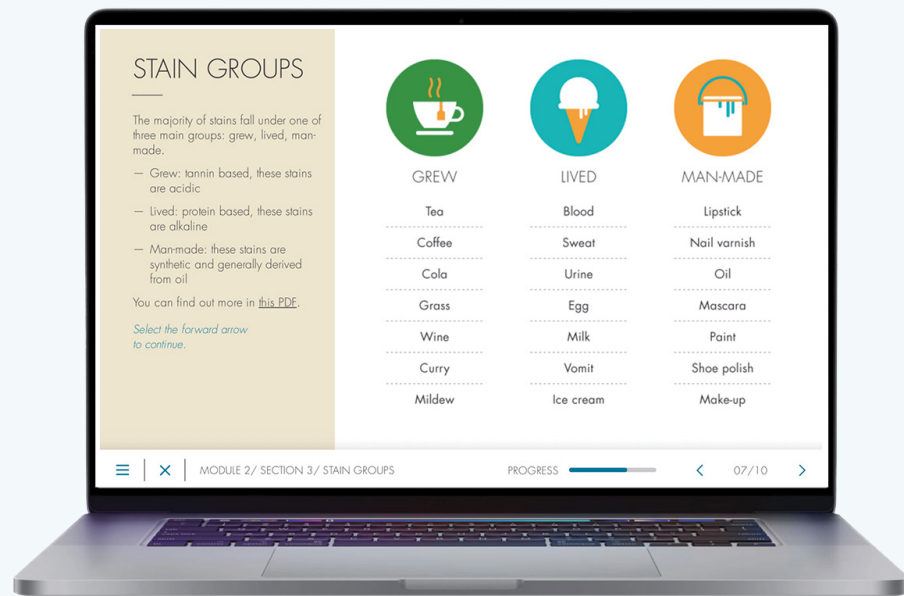 STAIN GROUPS
The majority of stains fall under one of
three main groups: grew, lived, man-
made.
— Grew: tannin based, these stains
are acidic
— Lived: protein based, these stains
are alkaline
— Man-made: these stains are
synthetic and generally derived
from oil
You can find out more in this PDF.
Select the forward arrow
to continue.
GREW
Tea
Coffee
Cola
Grass
Wine
Curry
Mildew
LIVED
Blood
Sweat
Urine
Egg
Milk
Vomit
Ice cream
MAN-MADE
Lipstick
Nail varnish
Oil
Mascara
Paint
Shoe polish
Make-up
MODULE 2/ SECTION 3/ STAIN GROUPS
PROGRESS
07/10